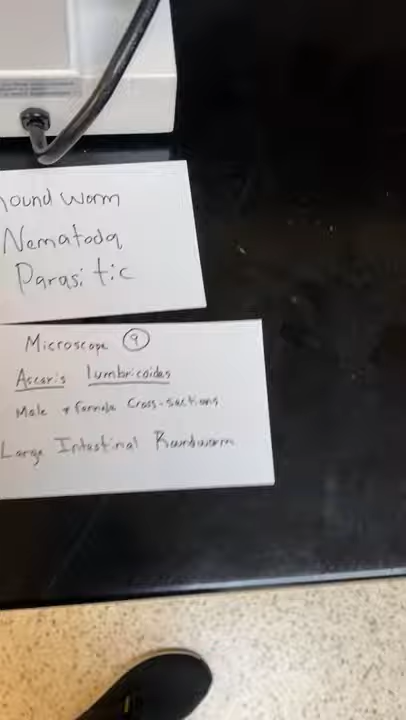 ound worm
Nematoda
Parasitic
Microscope 9
Ascaris lumbricoides
Male + Female Cross-sections
Large Intestinal Roundworm